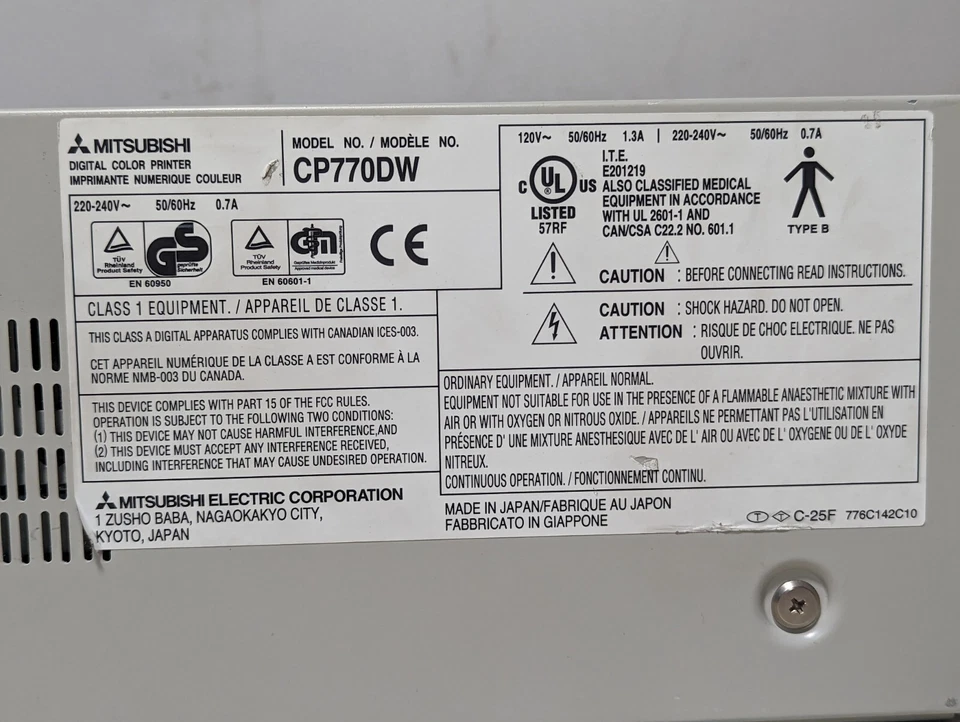 MITSUBISHI
DIGITAL COLOR PRINTER
IMPRIMANTE NUMERIQUE COULEUR
MODEL NO. / MODÈLE NO.
CP770DW
220-240V~ 50/60Hz 0.7A
TÜV
Rheinland
Product Safety
GS
geprüfte
Sicherheit
EN 60950
TÜV
Rheinland
Product Safety
EN 60601-1
CE
120V~ 50/60Hz 1.3A | 220-240V~ 50/60Hz 0.7A
C UL ® US
LISTED
57RF
I.T.E.
E201219
ALSO CLASSIFIED MEDICAL
EQUIPMENT IN ACCORDANCE
WITH UL 2601-1 AND
CAN/CSA C22.2 NO. 601.1
TYPE B
CAUTION : BEFORE CONNECTING READ INSTRUCTIONS.
CAUTION : SHOCK HAZARD. DO NOT OPEN.
ATTENTION : RISQUE DE CHOC ELECTRIQUE. NE PAS
OUVRIR.
CLASS 1 EQUIPMENT. / APPAREIL DE CLASSE 1.
THIS CLASS A DIGITAL APPARATUS COMPLIES WITH CANADIAN ICES-003.
CET APPAREIL NUMÉRIQUE DE LA CLASSE A EST CONFORME À LA
NORME NMB-003 DU CANADA.
THIS DEVICE COMPLIES WITH PART 15 OF THE FCC RULES.
OPERATION IS SUBJECT TO THE FOLLOWING TWO CONDITIONS:
(1) THIS DEVICE MAY NOT CAUSE HARMFUL INTERFERENCE,AND
(2) THIS DEVICE MUST ACCEPT ANY INTERFERENCE RECEIVED,
INCLUDING INTERFERENCE THAT MAY CAUSE UNDESIRED OPERATION.
ORDINARY EQUIPMENT. / APPAREIL NORMAL.
EQUIPMENT NOT SUITABLE FOR USE IN THE PRESENCE OF A FLAMMABLE ANAESTHETIC MIXTURE WITH
AIR OR WITH OXYGEN OR NITROUS OXIDE. / APPAREILS NE PERMETTANT PAS L'UTILISATION EN
PRÉSENCE D' UNE MIXTURE ANESTHESIQUE AVEC DE L' AIR OU AVEC DE L' OXYGENE OU DE L' OXYDE
NITREUX.
CONTINUOUS OPERATION. / FONCTIONNEMENT CONTINU.
MITSUBISHI ELECTRIC CORPORATION
1 ZUSHO BABA, NAGAOKAKYO CITY,
KYOTO, JAPAN
MADE IN JAPAN/FABRIQUE AU JAPON
FABBRICATO IN GIAPPONE
C-25F 776C142C10